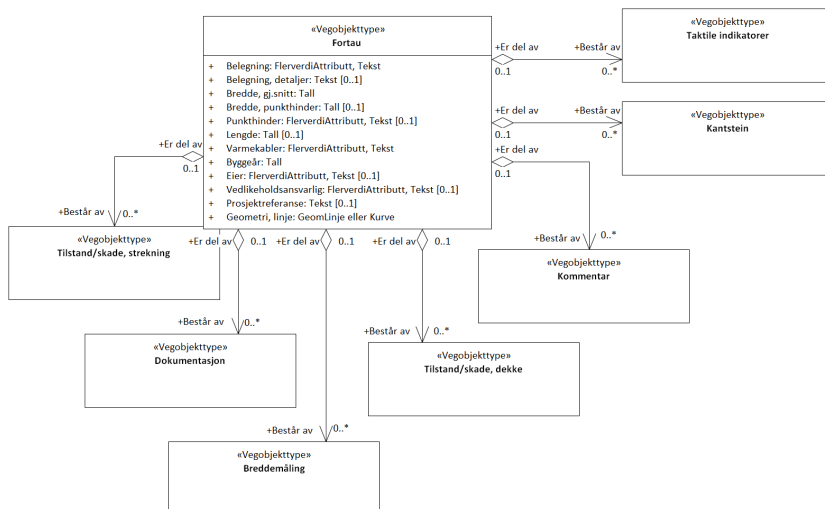 «Vegobjekttype»
Fortau
+ Belegning: FlerverdiAttributt, Tekst
+ Belegning, detaljer: Tekst [0..1]
+ Bredde, gj.snitt: Tall
+ Bredde, punkthinder: Tall [0..1]
+ Punkthinder: FlerverdiAttributt, Tekst [0..1]
+ Lengde: Tall [0..1]
+ Varmekabler: FlerverdiAttributt, Tekst
+ Byggeår: Tall
+ Eier: FlerverdiAttributt, Tekst [0..1]
+ Vedlikeholdsansvarlig: FlerverdiAttributt, Tekst [0..1]
+ Prosjektreferanse: Tekst [0..1]
+ Geometri, linje: GeomLinje eller Kurve
+Er del av
0..1
+Består av
0..*
«Vegobjekttype»
Taktile indikatorer
+Er del av
0..1
+Består av
0..*
«Vegobjekttype»
Kantstein
+Er del av
0..1
+Består av
0..*
«Vegobjekttype»
Kommentar
+Er del av
0..1
+Består av
0..*
«Vegobjekttype»
Tilstand/skade, strekning
+Er del av
0..1
+Består av
0..*
«Vegobjekttype»
Dokumentasjon
+Er del av
0..1
+Består av
0..*
«Vegobjekttype»
Breddemåling
+Er del av
0..1
+Består av
0..*
«Vegobjekttype»
Tilstand/skade, dekke